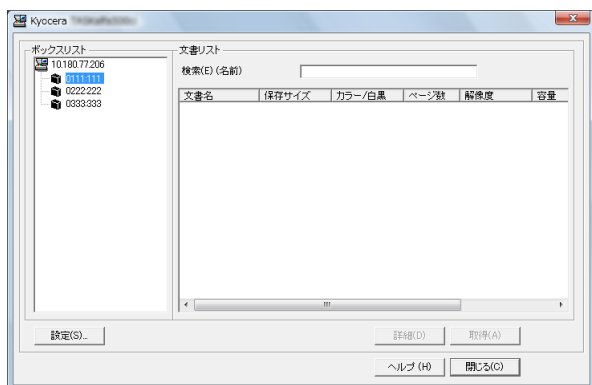 Kyocera
ボックスリスト
10.180.77.206
0111:111
0222:222
0333:333
文書リスト
検索(E) (名前)
文書名 保存サイズ カラー/白黒 ページ数 解像度 容量
設定(S)...
詳細(D) 取得(A)
ヘルプ (H) 閉じる(C)